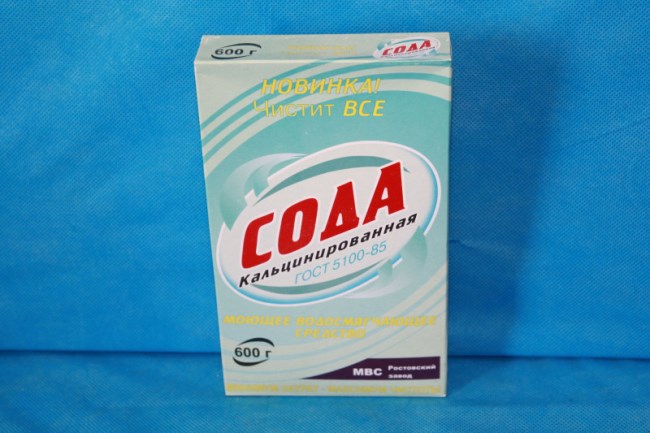 600 г
СОДА
НОВИНКА!
Чистит ВСЕ
СОДА
Кальцинированная
ГОСТ 5100-85
МОЮЩЕЕ ВОДОСМЯГЧАЮЩЕЕ
СРЕДСТВО
600 г
МВС Ростовский
завод